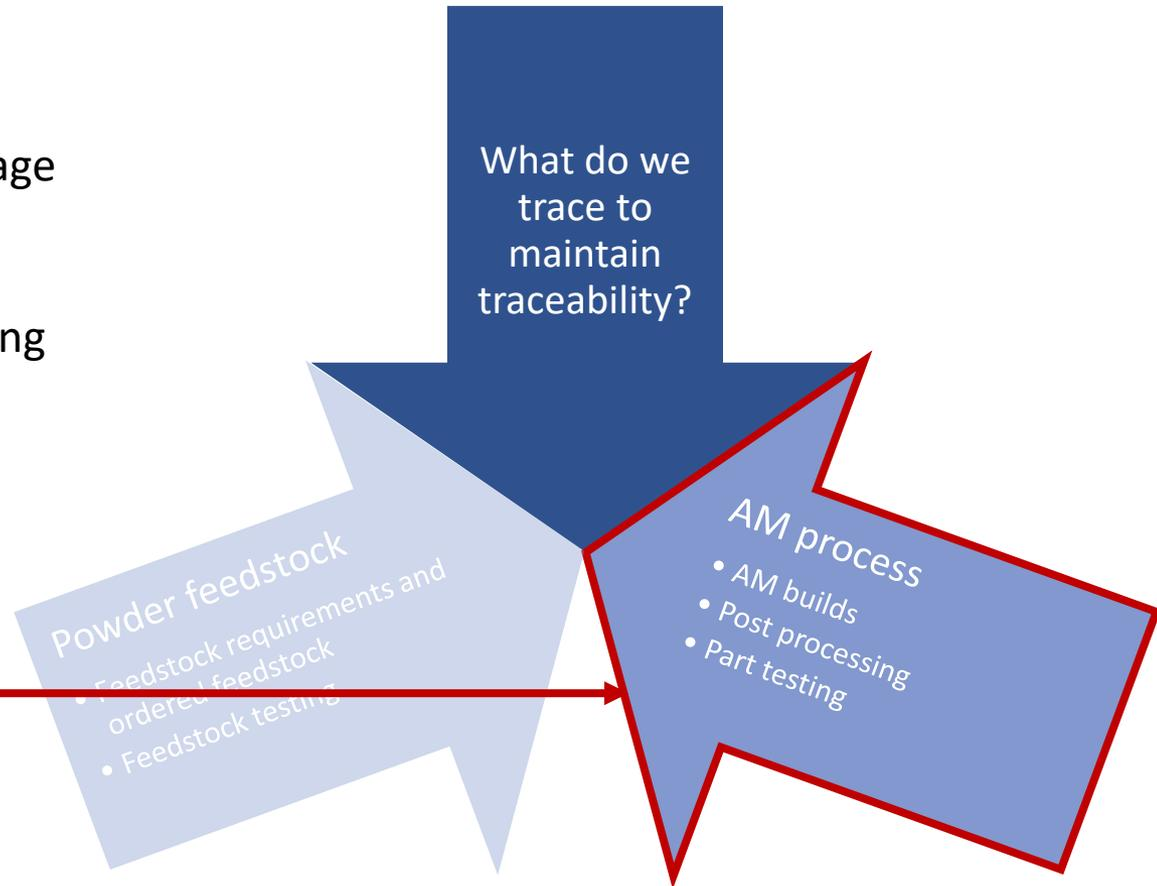 age
ng
What do we
trace to
maintain
traceability?
Powder feedstock
• Feedstock requirements and
ordered feedstock
• Feedstock testing
AM process
• AM builds
• Post processing
• Part testing